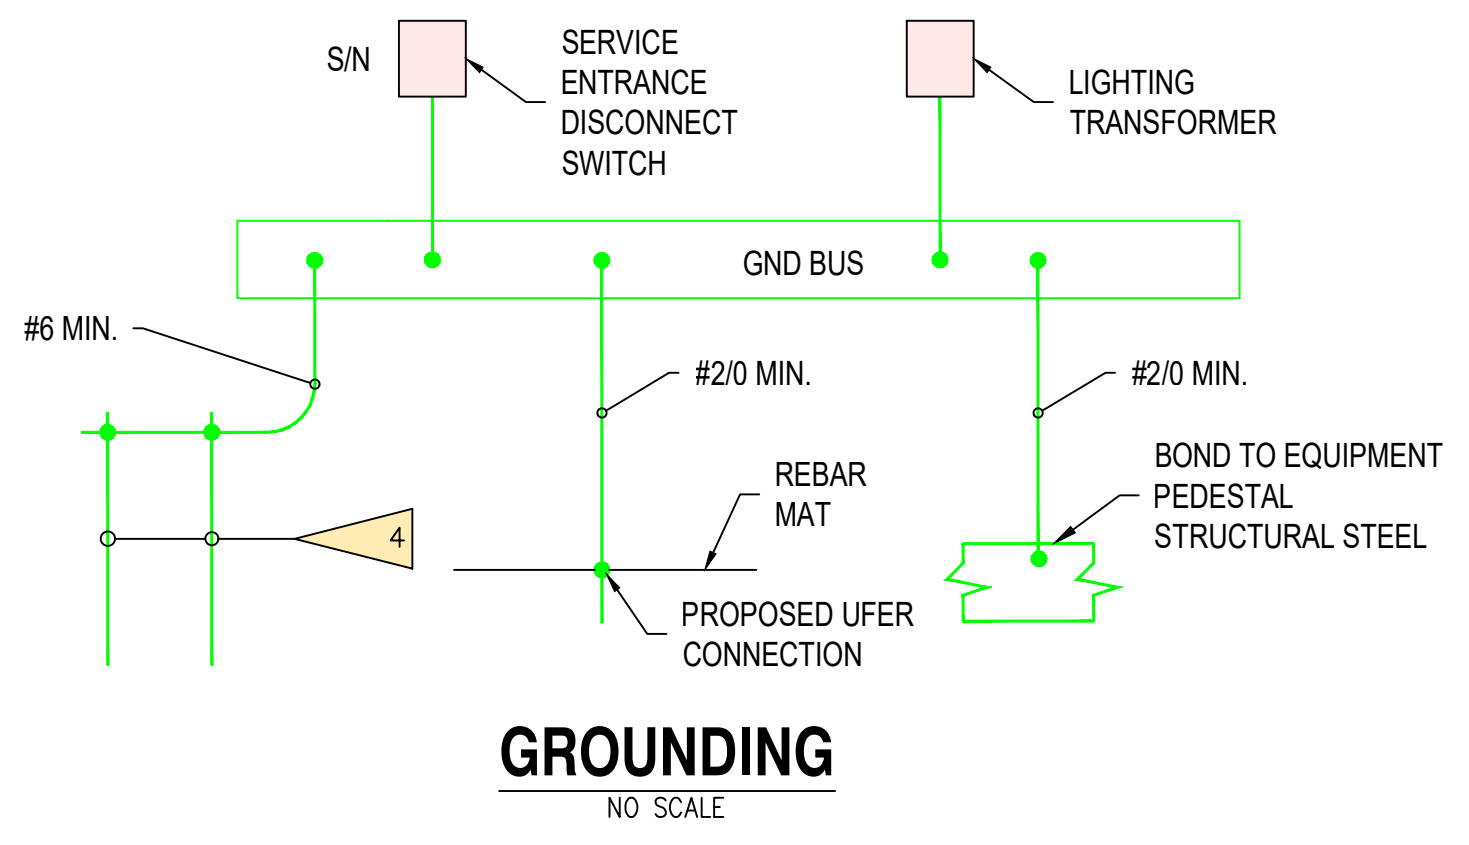 S/N
SERVICE
ENTRANCE
DISCONNECT
SWITCH
LIGHTING
TRANSFORMER
GND BUS
#6 MIN.
#2/0 MIN.
#2/0 MIN.
4
REBAR
MAT
PROPOSED UFER
CONNECTION
BOND TO EQUIPMENT
PEDESTAL
STRUCTURAL STEEL
GROUNDING
NO SCALE